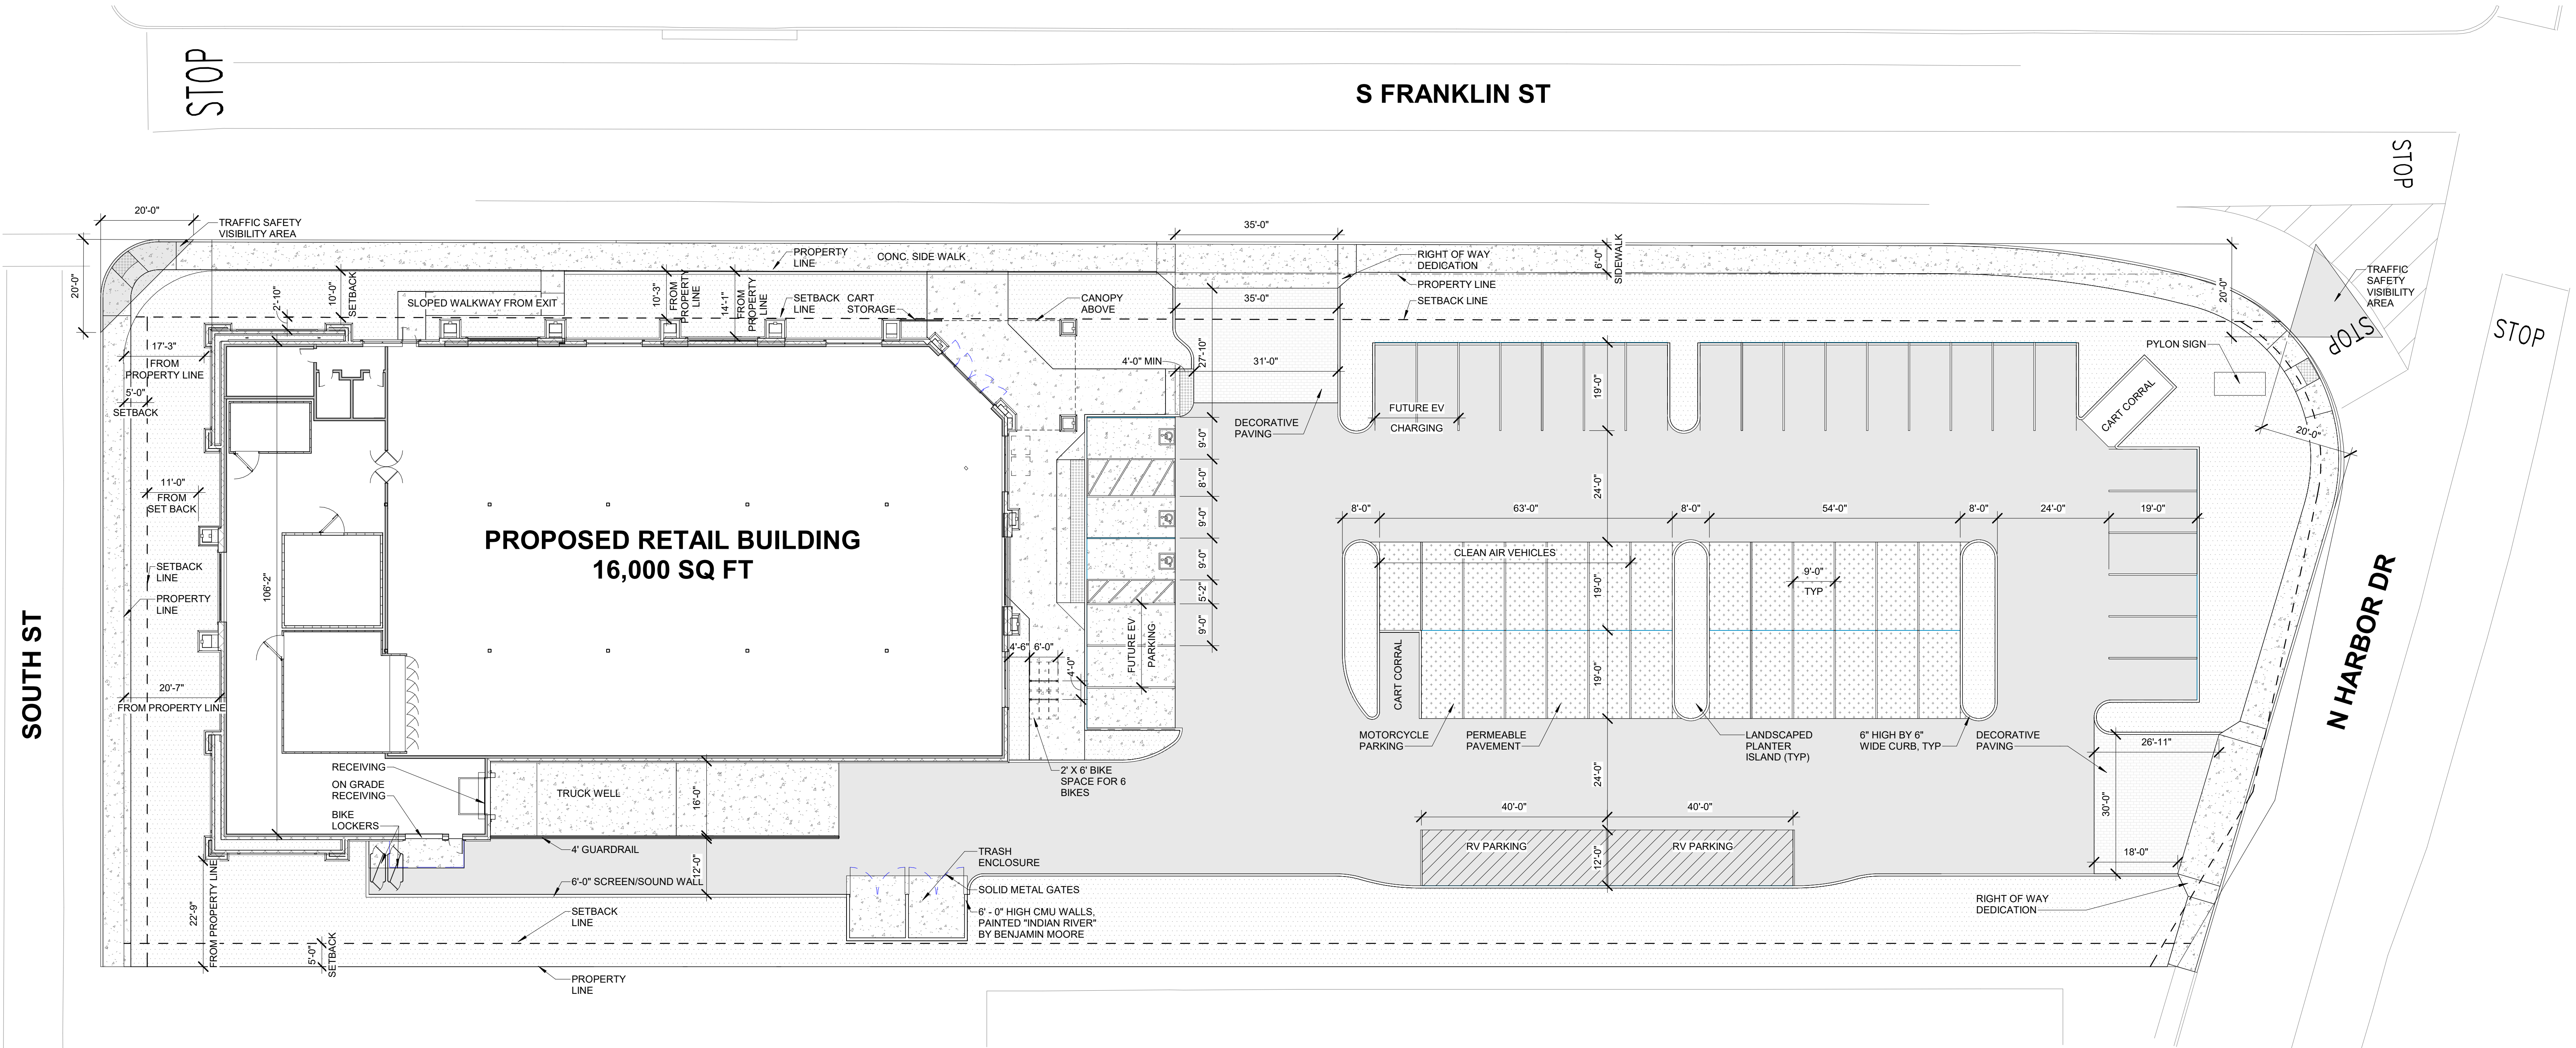 STOP
S FRANKLIN ST
STOP
20'-0"
TRAFFIC SAFETY
VISIBILITY AREA
20'-0"
2'-10"
10'-0"
SETBACK
SLOPED WALKWAY FROM EXIT
10'-3"
FROM
PROPERTY
LINE
14'-1"
FROM
PROPERTY
LINE
PROPERTY
LINE
CONC. SIDE WALK
SETBACK
LINE
CART
STORAGE
CANOPY
ABOVE
35'-0"
35'-0"
RIGHT OF WAY
DEDICATION
PROPERTY LINE
SETBACK LINE
6'-0"
SIDEWALK
20'-0"
TRAFFIC
SAFETY
VISIBILITY
AREA
STOP
STOP
PYLON SIGN
17'-3"
FROM
PROPERTY LINE
5'-0"
SETBACK
4'-0" MIN
27'-10"
31'-0"
DECORATIVE
PAVING
FUTURE EV
CHARGING
19'-0"
CART CORRAL
20'-0"
11'-0"
FROM
SET BACK
SETBACK
LINE
PROPERTY
LINE
106'-2"
PROPOSED RETAIL BUILDING
16,000 SQ FT
9'-0"
8'-0"
9'-0"
9'-0"
5'-2"
9'-0"
24'-0"
8'-0"
63'-0"
8'-0"
54'-0"
8'-0"
24'-0"
19'-0"
CLEAN AIR VEHICLES
19'-0"
9'-0"
TYP
FUTURE EV
PARKING
4'-6"
6'-0"
4'-0"
CART CORRAL
19'-0"
SOUTH ST
N HARBOR DR
20'-7"
FROM PROPERTY LINE
MOTORCYCLE
PARKING
PERMEABLE
PAVEMENT
LANDSCAPED
PLANTER
ISLAND (TYP)
6" HIGH BY 6"
WIDE CURB, TYP
DECORATIVE
PAVING
26'-11"
RECEIVING
ON GRADE
RECEIVING
BIKE
LOCKERS
TRUCK WELL
16'-0"
2' X 6' BIKE
SPACE FOR 6
BIKES
24'-0"
40'-0"
40'-0"
30'-0"
RV PARKING
RV PARKING
12'-0"
18'-0"
4' GUARDRAIL
6'-0" SCREEN/SOUND WALL
12'-0"
TRASH
ENCLOSURE
SOLID METAL GATES
6' - 0" HIGH CMU WALLS,
PAINTED "INDIAN RIVER"
BY BENJAMIN MOORE
22'-9"
FROM PROPERTY LINE
SETBACK
LINE
5'-0"
SETBACK
PROPERTY
LINE
RIGHT OF WAY
DEDICATION